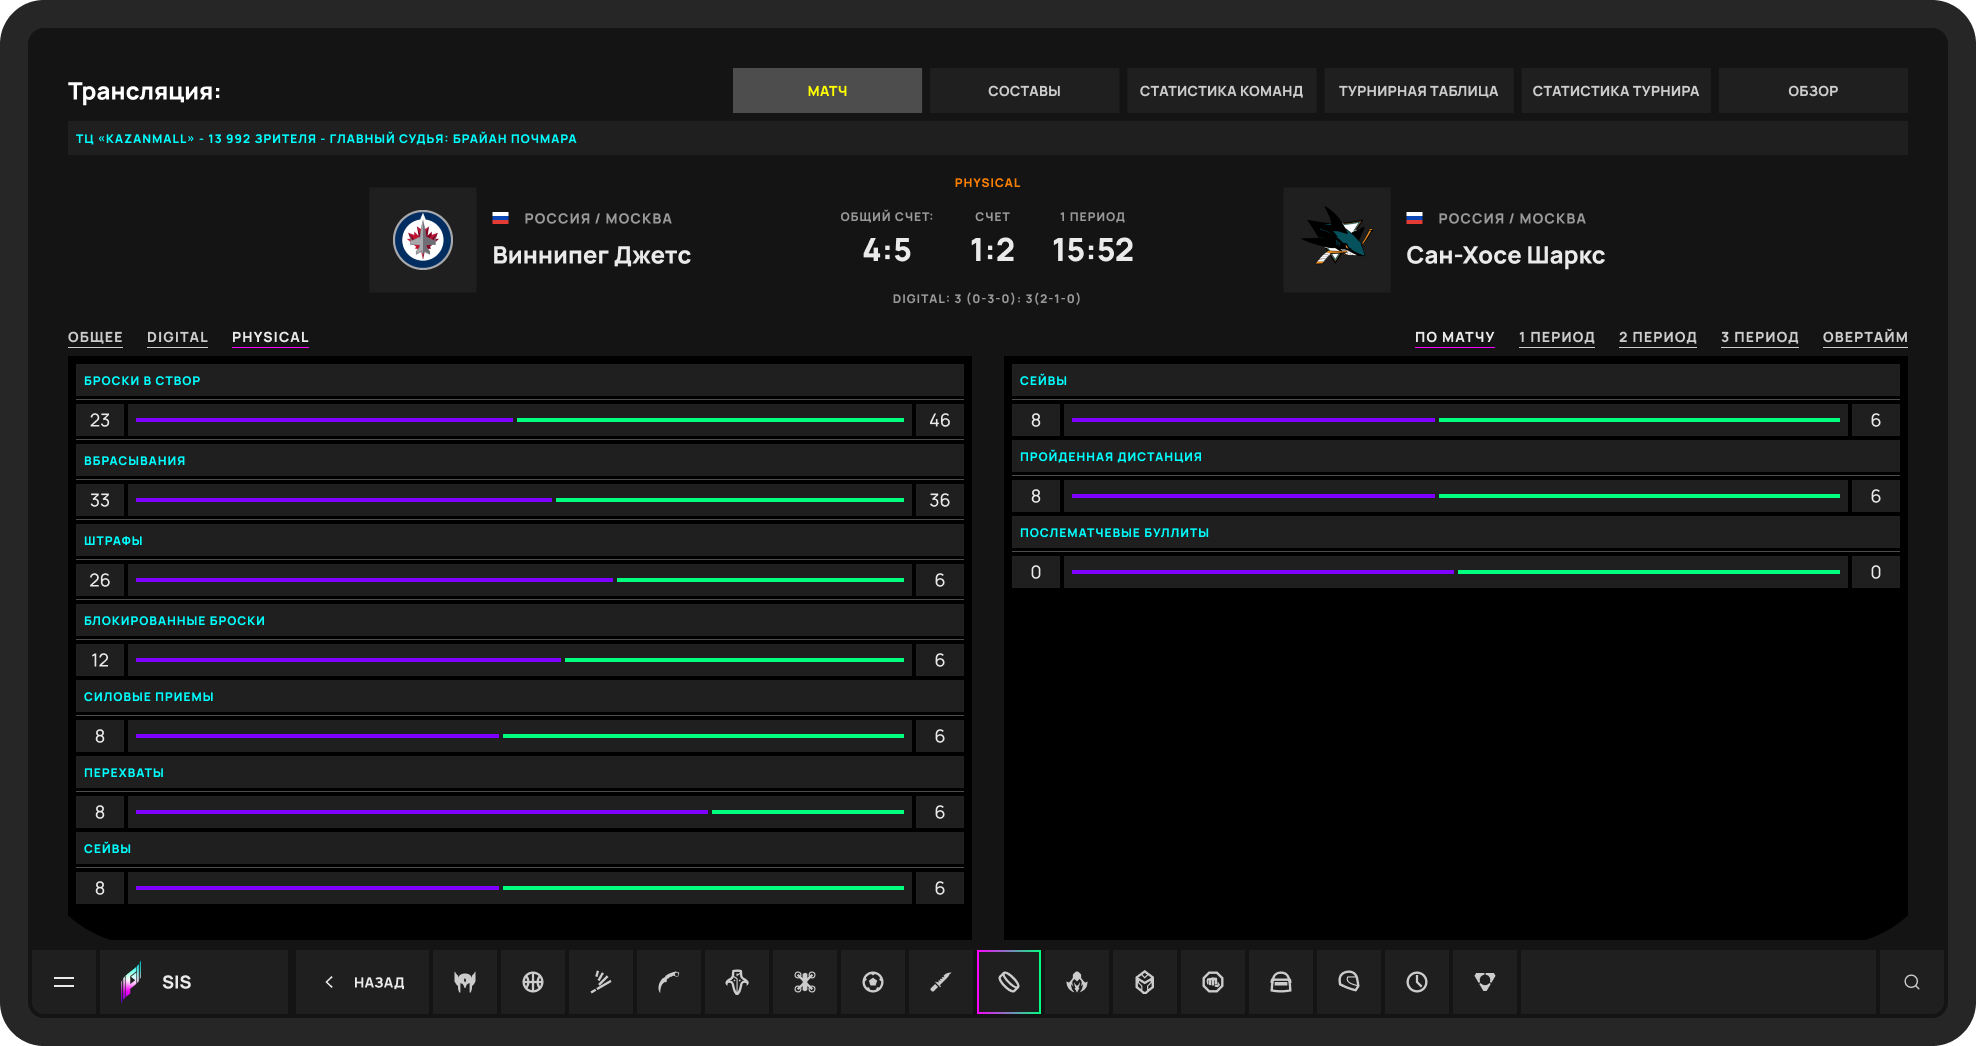 Трансляция:
МАТЧ
СОСТАВЫ
СТАТИСТИКА КОМАНД
ТУРНИРНАЯ ТАБЛИЦА
СТАТИСТИКА ТУРНИРА
ОБЗОР
ТЦ «KAZANMALL» - 13 992 ЗРИТЕЛЯ - ГЛАВНЫЙ СУДЬЯ: БРАЙАН ПОЧМАРА
РОССИЯ / МОСКВА
Виннипег Джетс
PHYSICAL
ОБЩИЙ СЧЕТ:
4:5
СЧЕТ
1:2
1 ПЕРИОД
15:52
DIGITAL: 3 (0-3-0): 3(2-1-0)
РОССИЯ / МОСКВА
Сан-Хосе Шаркс
ОБЩЕЕ
DIGITAL
PHYSICAL
ПО МАТЧУ
1 ПЕРИОД
2 ПЕРИОД
3 ПЕРИОД
ОВЕРТАЙМ
БРОСКИ В СТВОР
23
46
ВБРАСЫВАНИЯ
33
36
ШТРАФЫ
26
6
БЛОКИРОВАННЫЕ БРОСКИ
12
6
СИЛОВЫЕ ПРИЕМЫ
8
6
ПЕРЕХВАТЫ
8
6
СЕЙВЫ
8
6
СЕЙВЫ
8
6
ПРОЙДЕННАЯ ДИСТАНЦИЯ
8
6
ПОСЛЕМАТЧЕВЫЕ БУЛЛИТЫ
0
0
SIS
НАЗАД